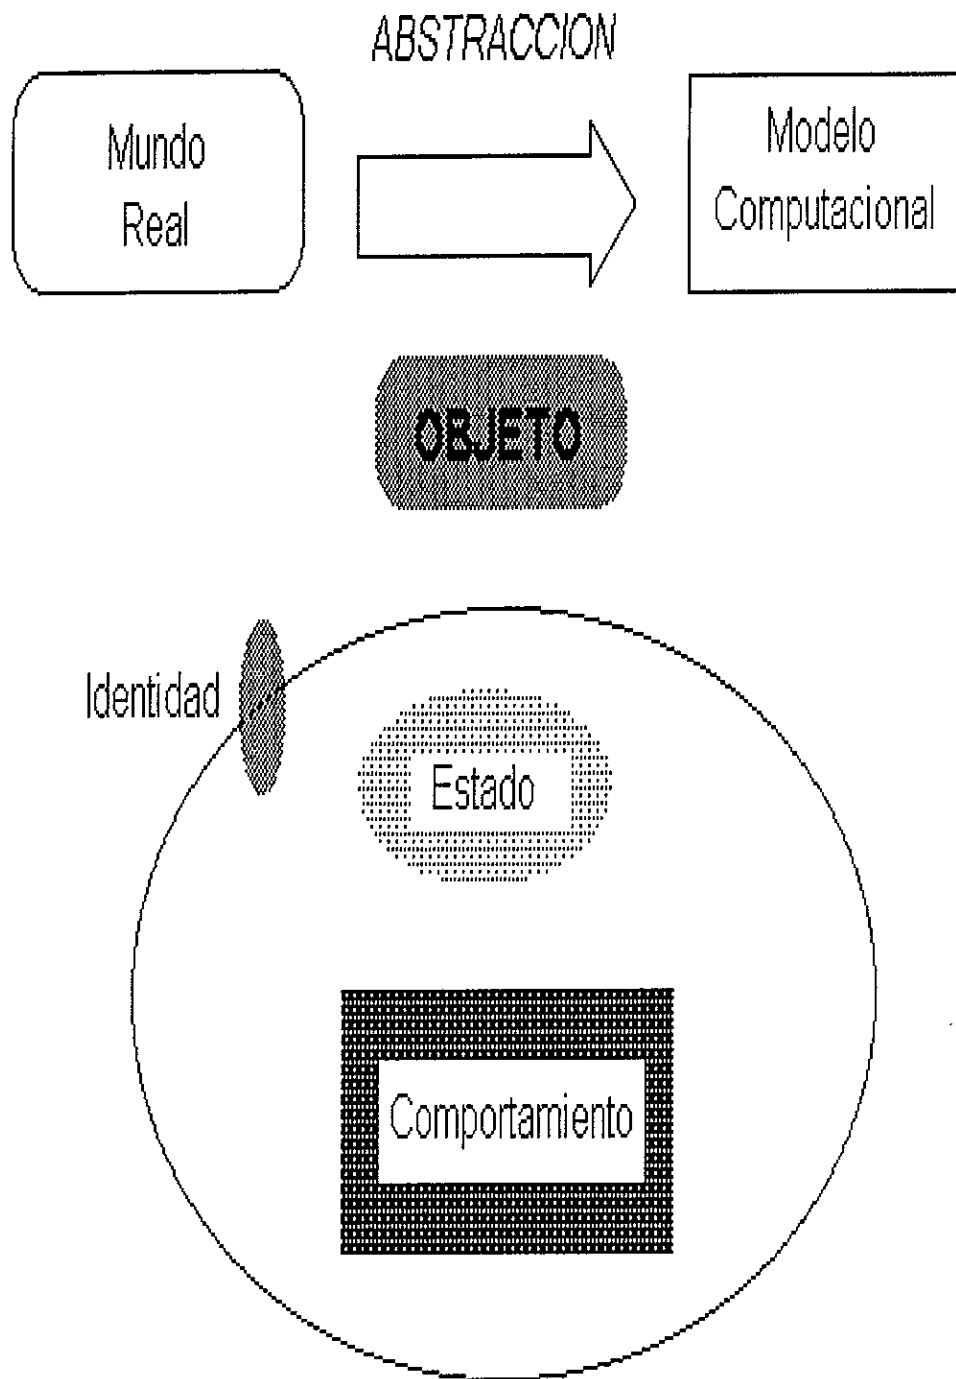 ABSTRACCION
Mundo
Real
Modelo
Computacional
OBJETO
Identidad
Estado
Comportamiento